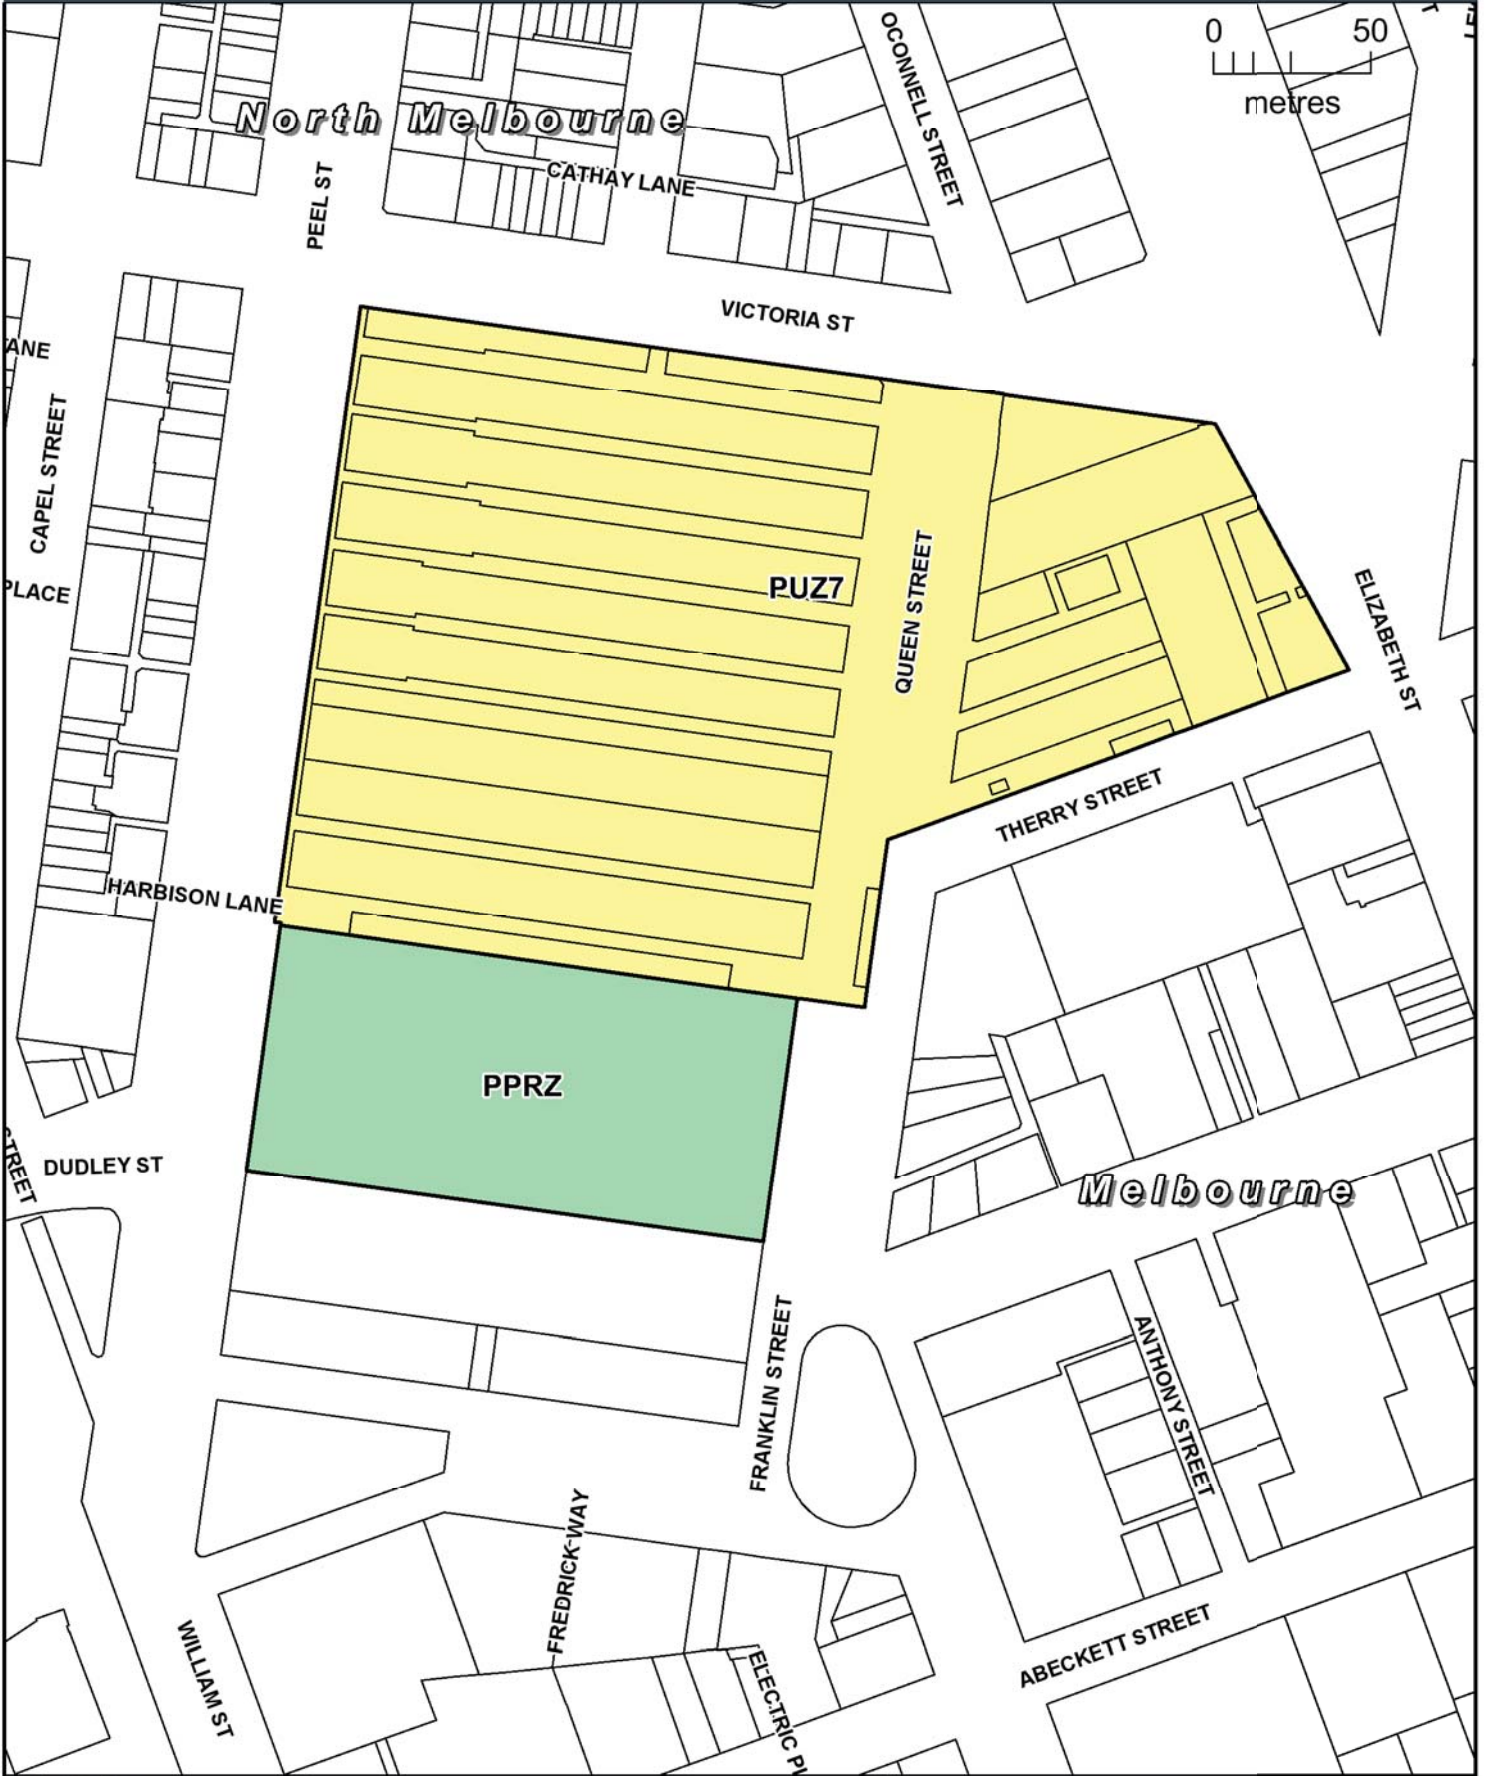 OCONNELL STREET
0 50
metres
North Melbourne
CATHAY LANE
PEEL ST
VICTORIA ST
ANE
CAPEL STREET
PLACE
PUZ7
QUEEN STREET
ELIZABETH ST
THERRY STREET
HARBISON LANE
PPRZ
STREET
DUDLEY ST
Melbourne
FRANKLIN STREET
ANTHONY STREET
FREDRICK WAY
WILLIAM ST
ABECKETT STREET
ELECTRIC PL